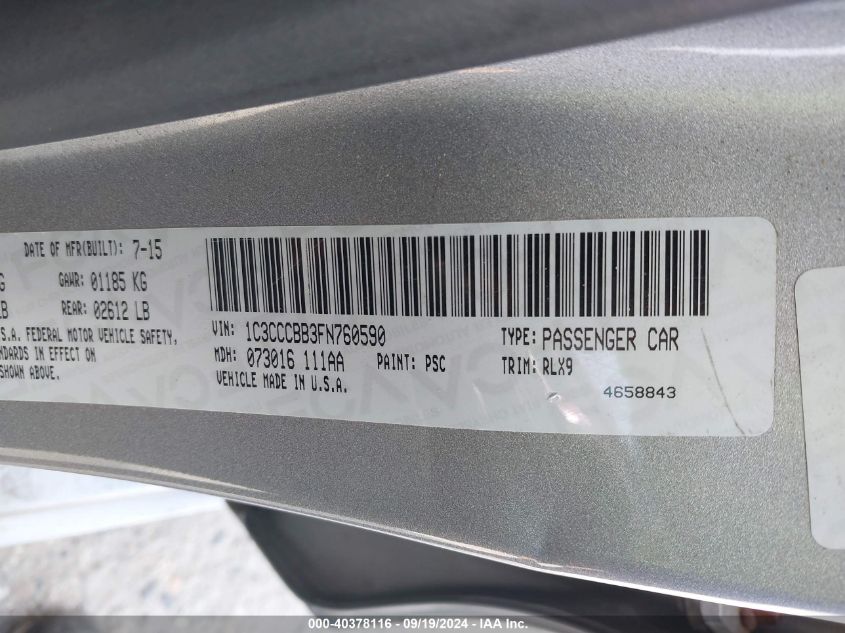 DATE OF MFR(BUILT): 7-15
G GAWR: 01185 KG
LB REAR: 02612 LB
S.A. FEDERAL MOTOR VEHICLE SAFETY,
NDARDS IN EFFECT ON
SHOWN ABOVE.
VIN: 1C3CCCBB3FN760590 TYPE: PASSENGER CAR
MDH: 073016 111AA PAINT: PSC TRIM: RLX9
VEHICLE MADE IN U.S.A.
4658843
000-40378116 - 09/19/2024 - IAA Inc.